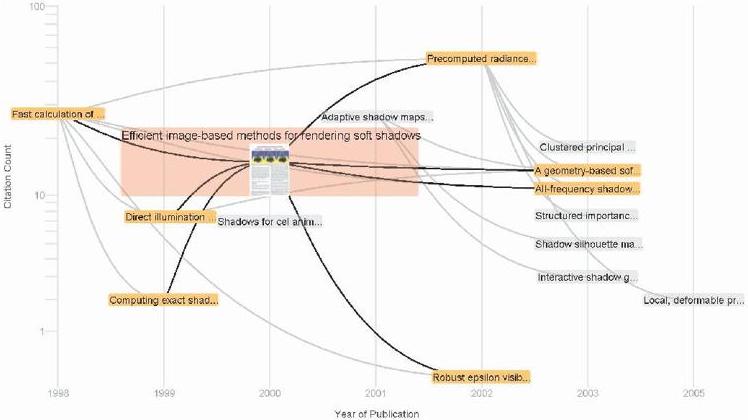 100
Precomputed radiance...
Fast calculation of ...
Adaptive shadow maps...
Efficient image-based methods for rendering soft shadows
Clustered principal ...
A geometry-based sof...
All-frequency shadow...
10
Direct illumination ...
Shadows for cel anim...
Structured importanc...
Shadow silhouette ma...
Interactive shadow g...
Computing exact shad...
Local, deformable pr...
1
Robust epsilon visib...
1998
1999
2000
2001
2002
2003
2005
Citation Count
Year of Publication